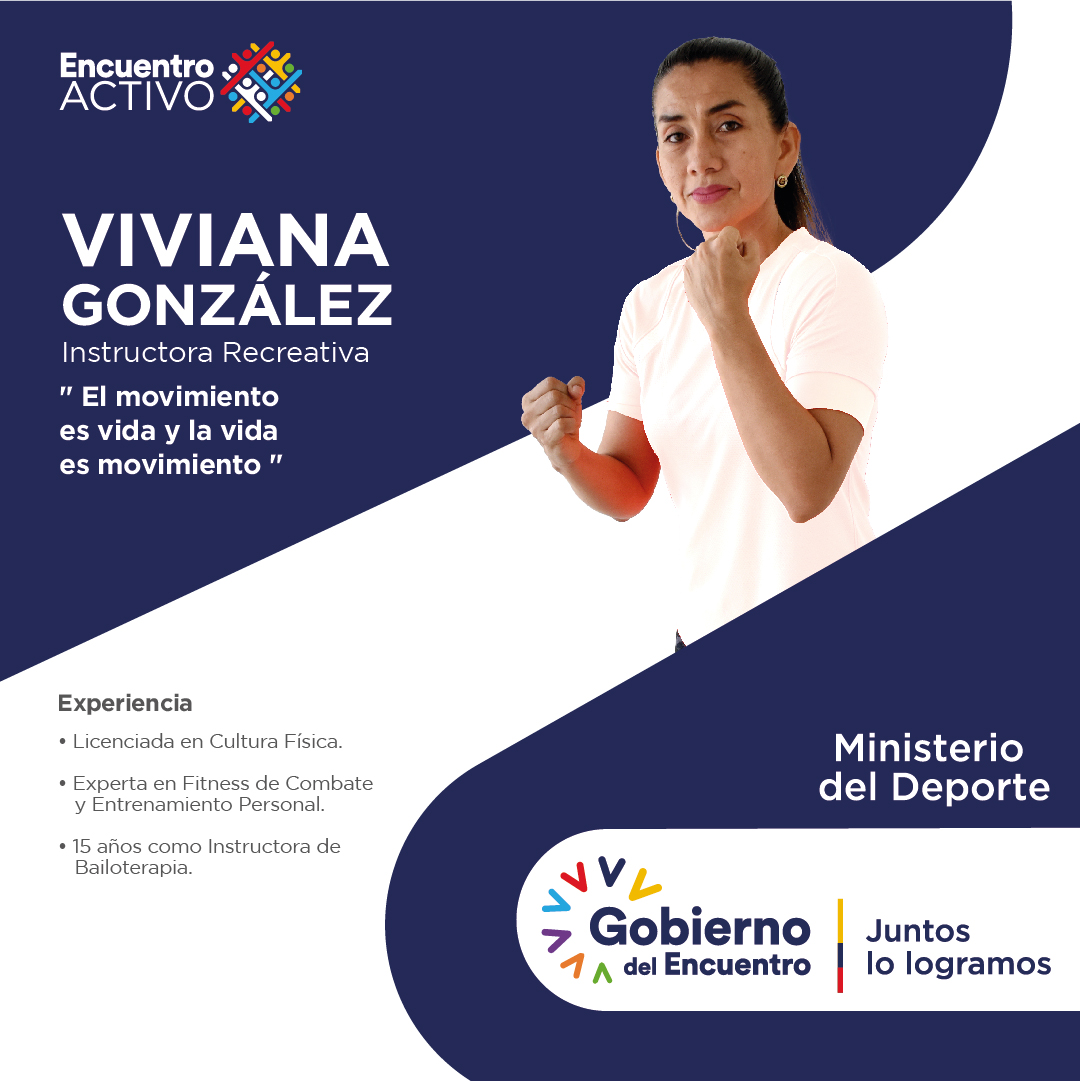 Encuentro
ACTIVO
VIVIANA
GONZÁLEZ
Instructora Recreativa
" El movimiento
es vida y la vida
es movimiento "
Experiencia
• Licenciada en Cultura Física.
• Experta en Fitness de Combate
y Entrenamiento Personal.
• 15 años como Instructora de
Bailoterapia.
Ministerio
del Deporte
Gobierno
del Encuentro
Juntos
lo logramos